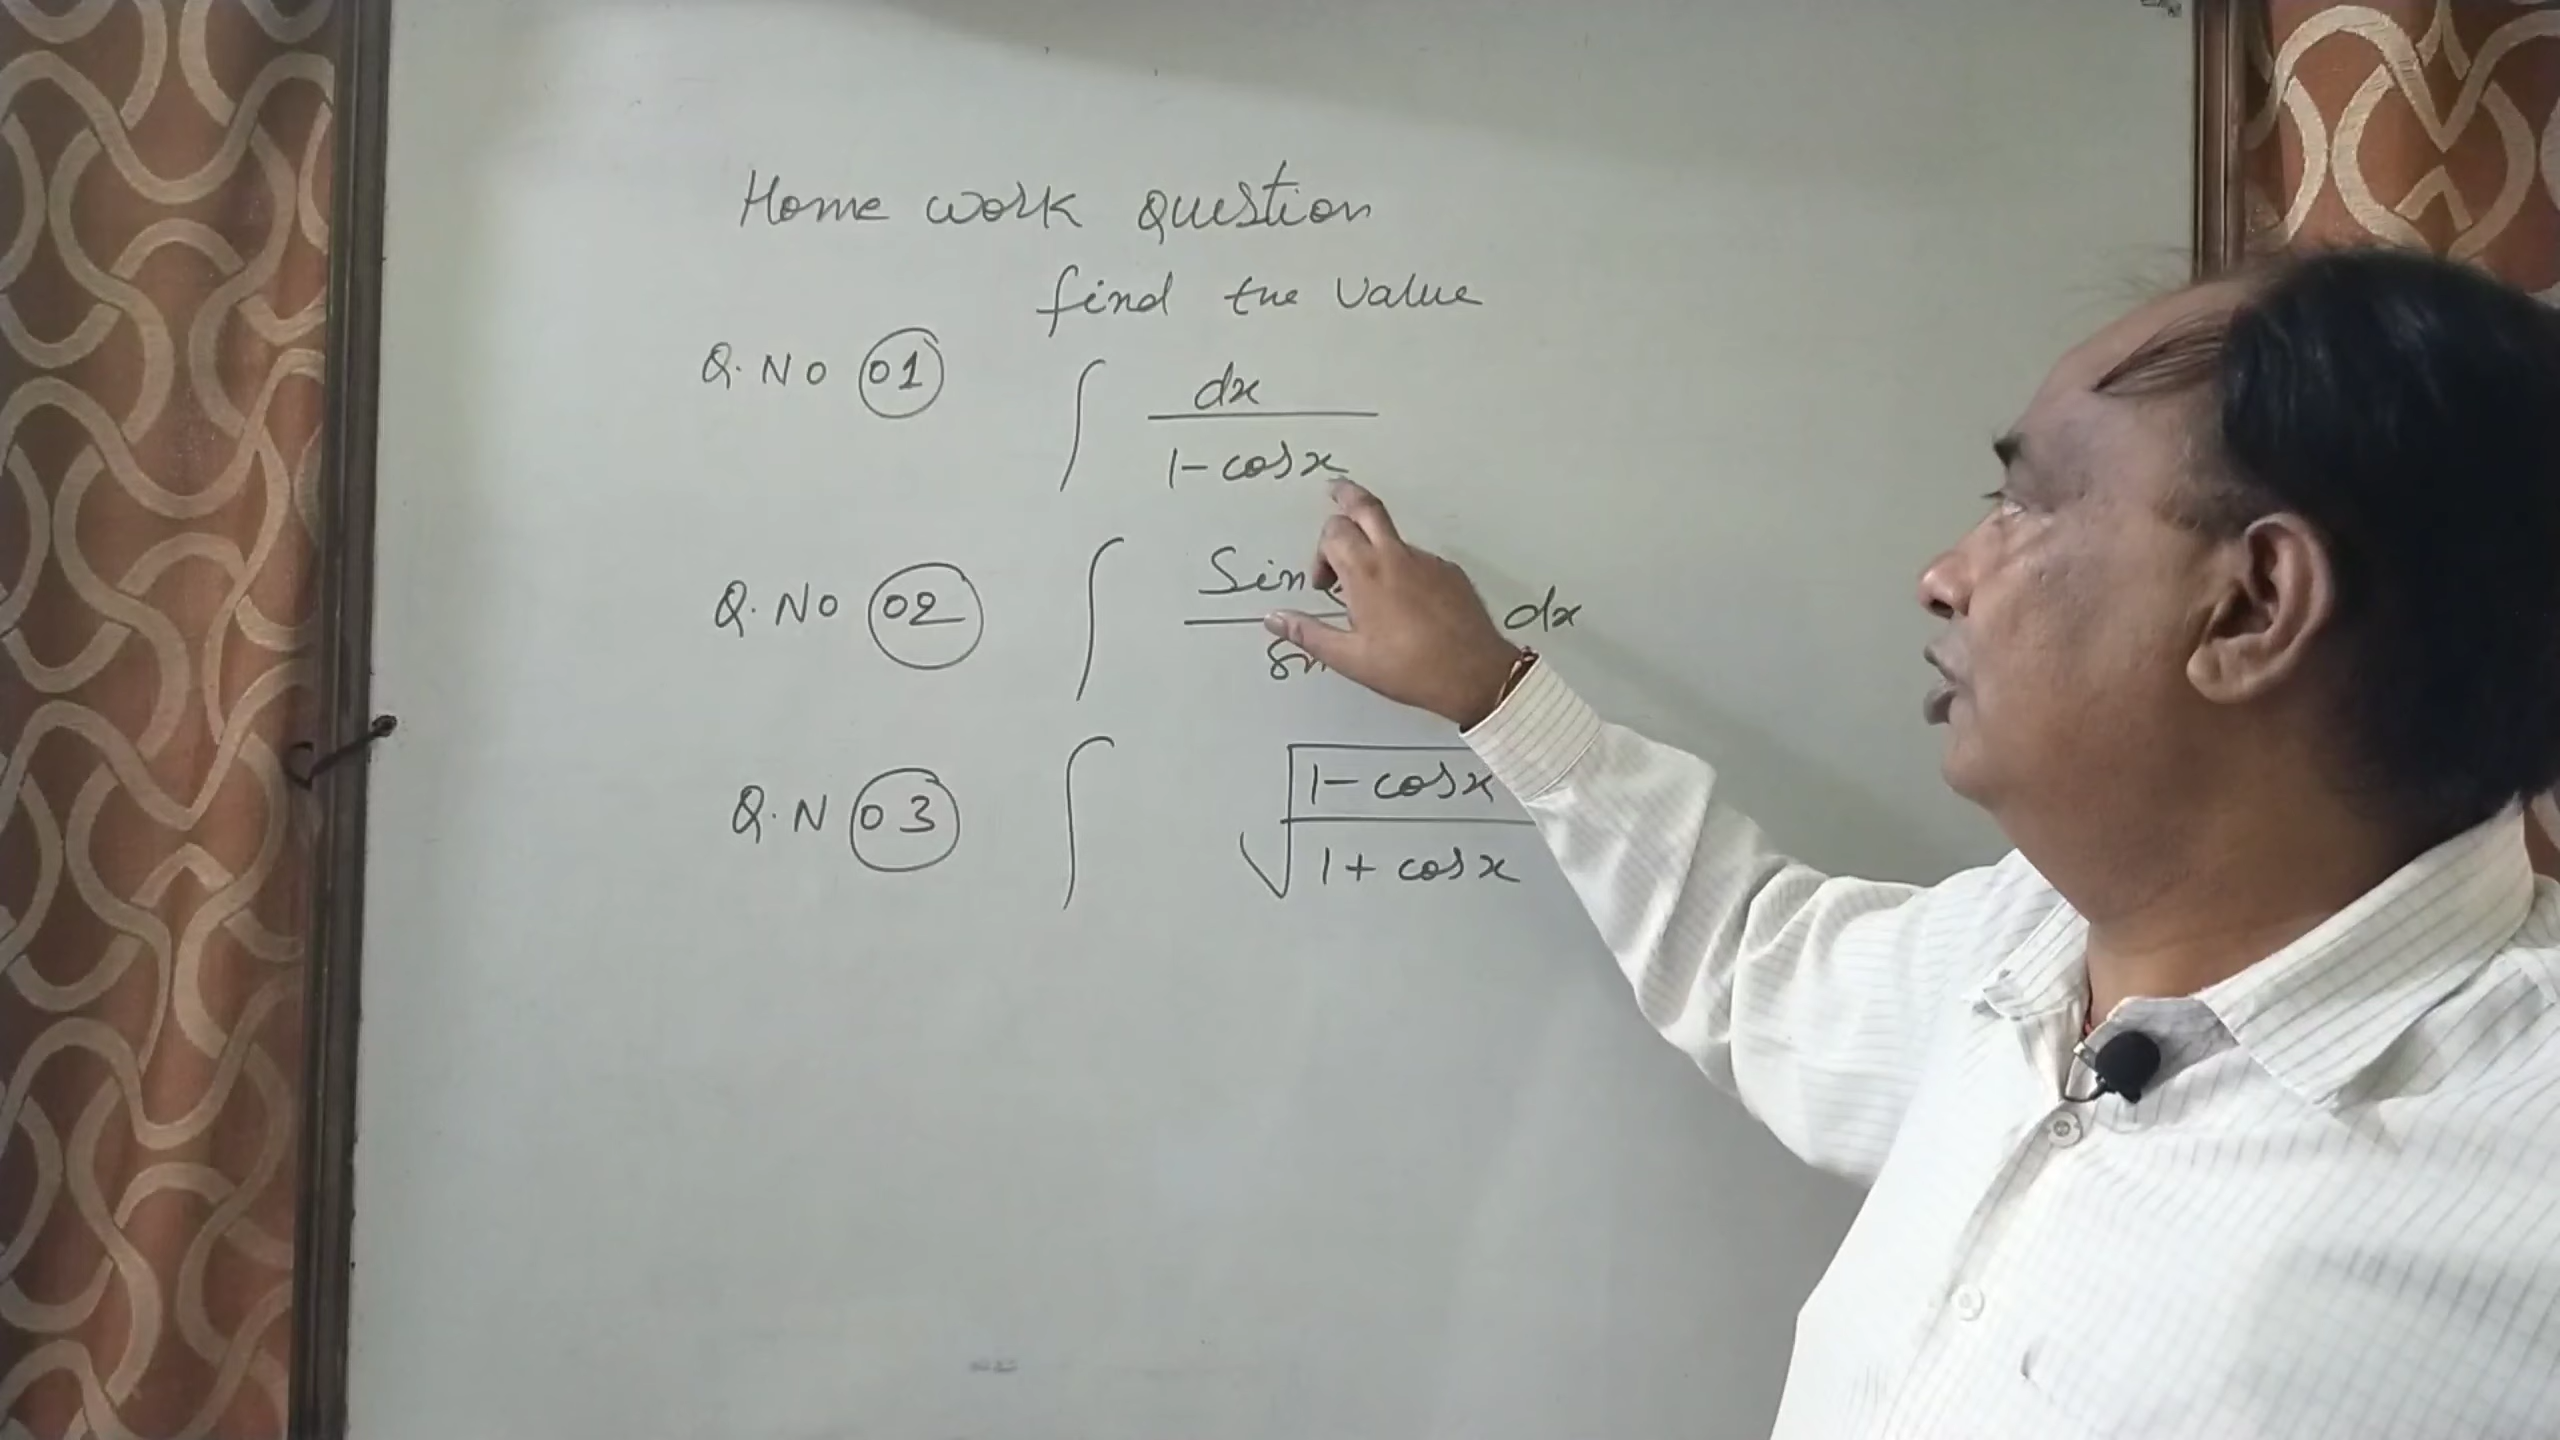 Home work Question
find the value
Q. No 01 ∫ dx / 1 - cosx
Q. No 02 ∫ Sin dx
Q. N 03 ∫ √ 1 - cosx / 1 + cosx